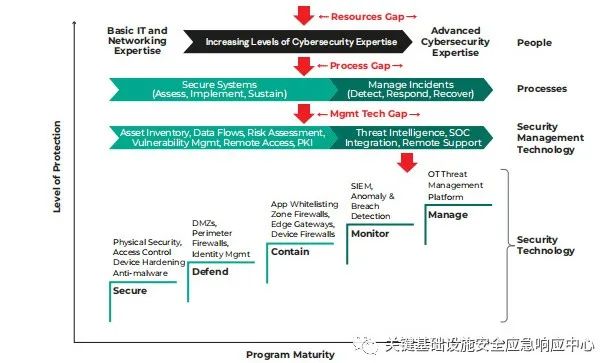 ← Resources Gap →
Basic IT and
Networking
Expertise
Increasing Levels of Cybersecurity Expertise
Advanced
Cybersecurity
Expertise
People
← Process Gap →
Secure Systems
(Assess, Implement, Sustain)
Manage Incidents
(Detect, Respond, Recover)
Processes
← Mgmt Tech Gap →
Asset Inventory, Data Flows, Risk Assessment,
Vulnerability Mgmt, Remote Access, PKI
Threat Intelligence, SOC
Integration, Remote Support
Security
Management
Technology
Level of Protection
Physical Security,
Access Control
Device Hardening
Anti-malware
Secure
DMZs,
Perimeter
Firewalls,
Identity Mgmt
Defend
App Whitelisting
Zone Firewalls,
Edge Gateways,
Device Firewalls
Contain
SIEM,
Anomaly &
Breach
Detection
Monitor
OT Threat
Management
Platform
Manage
Security
Technology
关键基础设施安全应急响应中心
Program Maturity